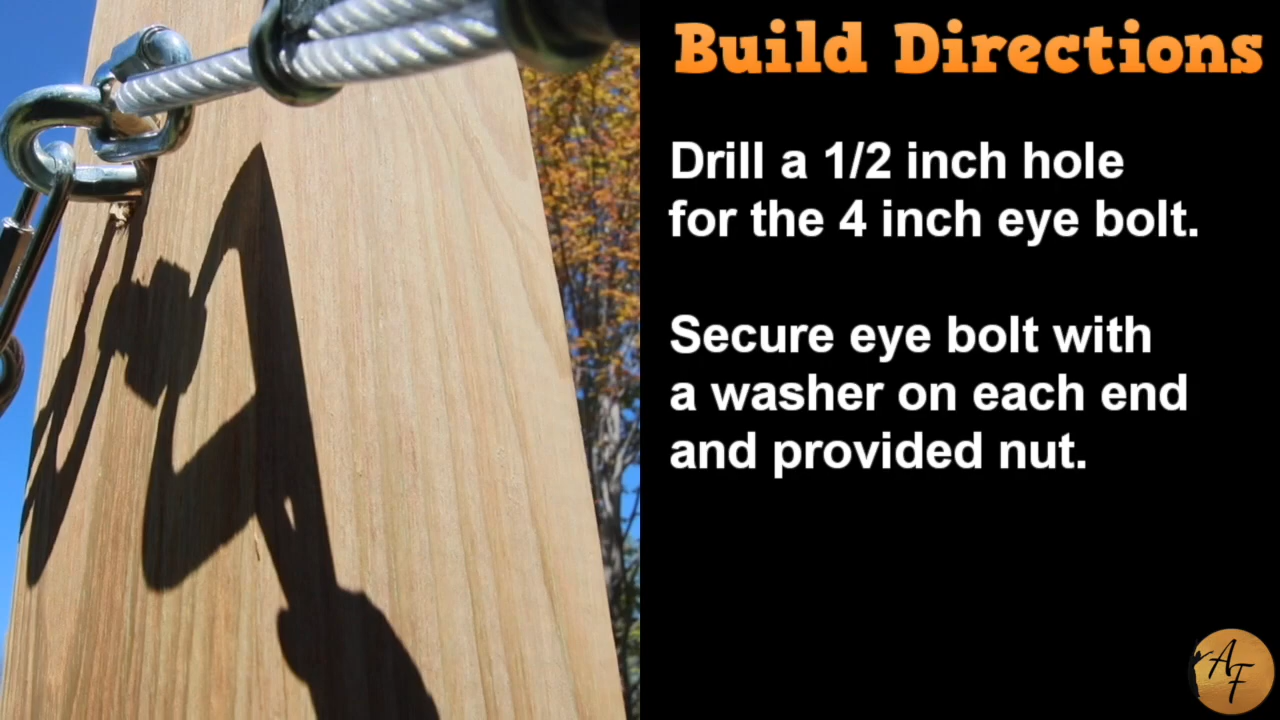 Build Directions
Drill a 1/2 inch hole
for the 4 inch eye bolt.
Secure eye bolt with
a washer on each end
and provided nut.
AF